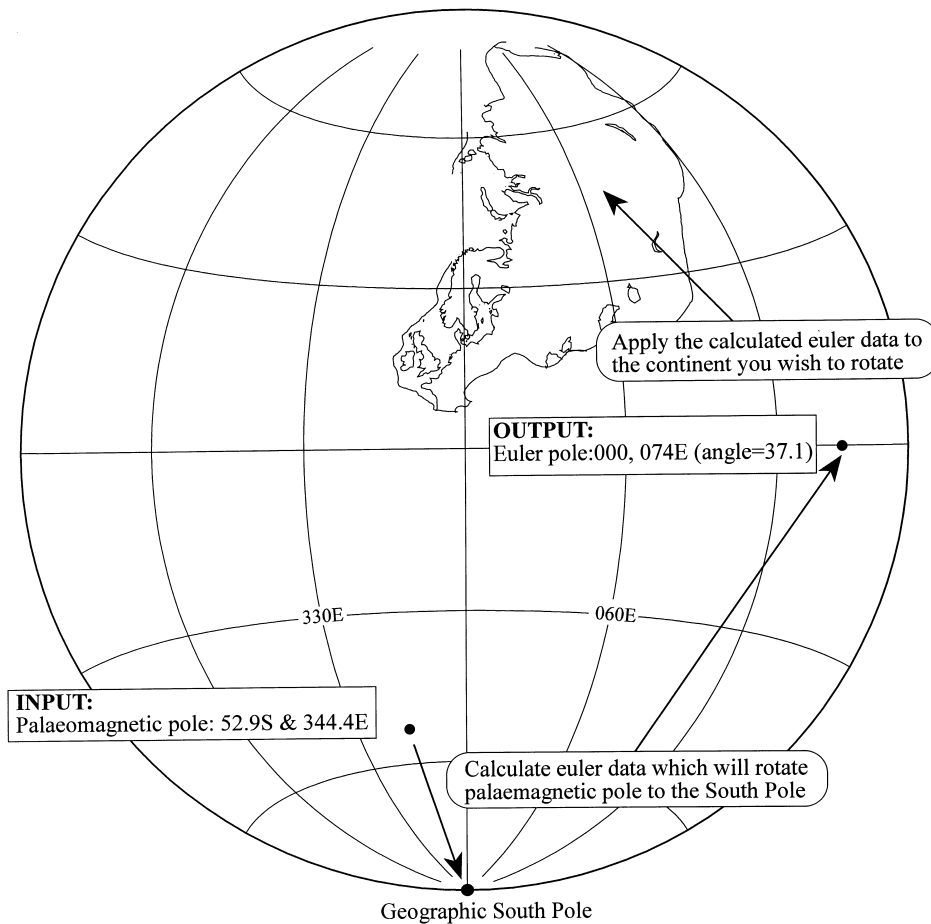 Apply the calculated euler data to
the continent you wish to rotate
OUTPUT:
Euler pole:000, 074E (angle=37.1)
330E
060E
INPUT:
Palaeomagnetic pole: 52.9S & 344.4E
Calculate euler data which will rotate
palaemagnetic pole to the South Pole
Geographic South Pole